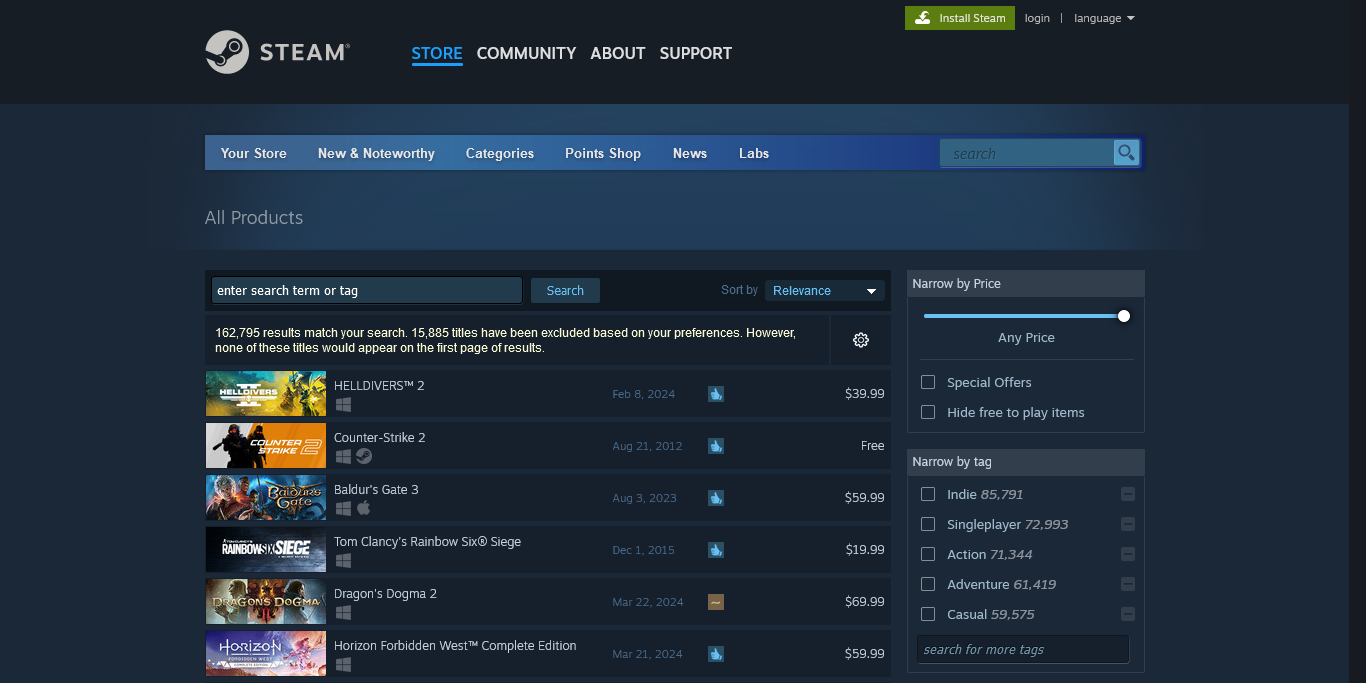 Install Steam login | language
STEAM®
STORE COMMUNITY ABOUT SUPPORT
Your Store New & Noteworthy Categories Points Shop News Labs search
All Products
enter search term or tag Search Sort by Relevance
162,795 results match your search. 15,885 titles have been excluded based on your preferences. However,
none of these titles would appear on the first page of results.
HELLDIVERS II
HELLDIVERS™ 2 Feb 8, 2024 $39.99
COUNTER STRIKE 2
Counter-Strike 2 Aug 21, 2012 Free
BALDUR'S GATE
Baldur's Gate 3 Aug 3, 2023 $59.99
RAINBOW SIX SIEGE
Tom Clancy's Rainbow Six® Siege Dec 1, 2015 $19.99
DRAGON'S DOGMA II
Dragon's Dogma 2 Mar 22, 2024 $69.99
HORIZON
FORBIDDEN WEST
COMPLETE EDITION
Horizon Forbidden West™ Complete Edition Mar 21, 2024 $59.99
Narrow by Price
Any Price
Special Offers
Hide free to play items
Narrow by tag
Indie 85,791
Singleplayer 72,993
Action 71,344
Adventure 61,419
Casual 59,575
search for more tags